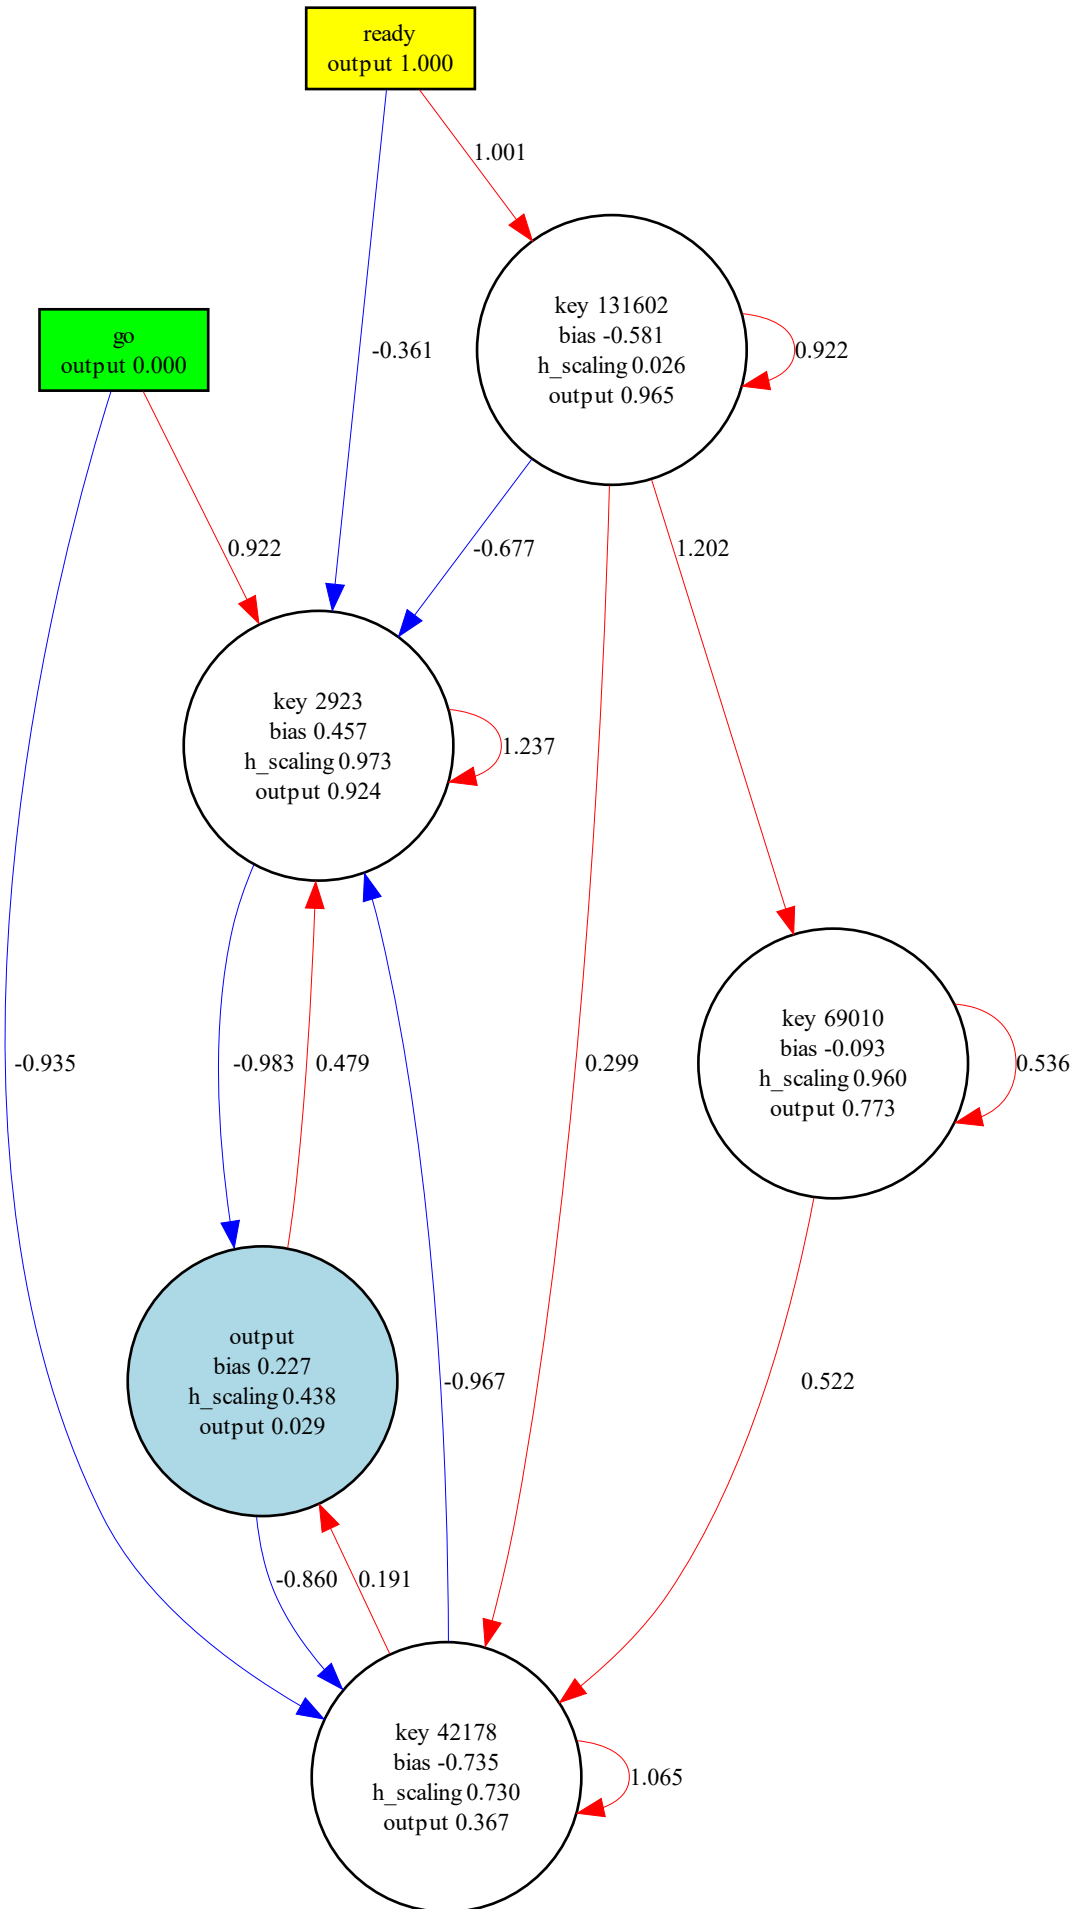 ready
output 1.000
1.001
key 131602
bias -0.581
h_scaling 0.026
output 0.965
0.922
go
output 0.000
-0.361
0.922
-0.677
1.202
key 2923
bias 0.457
h_scaling 0.973
output 0.924
1.237
key 69010
bias -0.093
h_scaling 0.960
output 0.773
0.536
-0.935
-0.983
0.479
0.299
output
bias 0.227
h_scaling 0.438
output 0.029
-0.967
0.522
-0.860
0.191
key 42178
bias -0.735
h_scaling 0.730
output 0.367
1.065